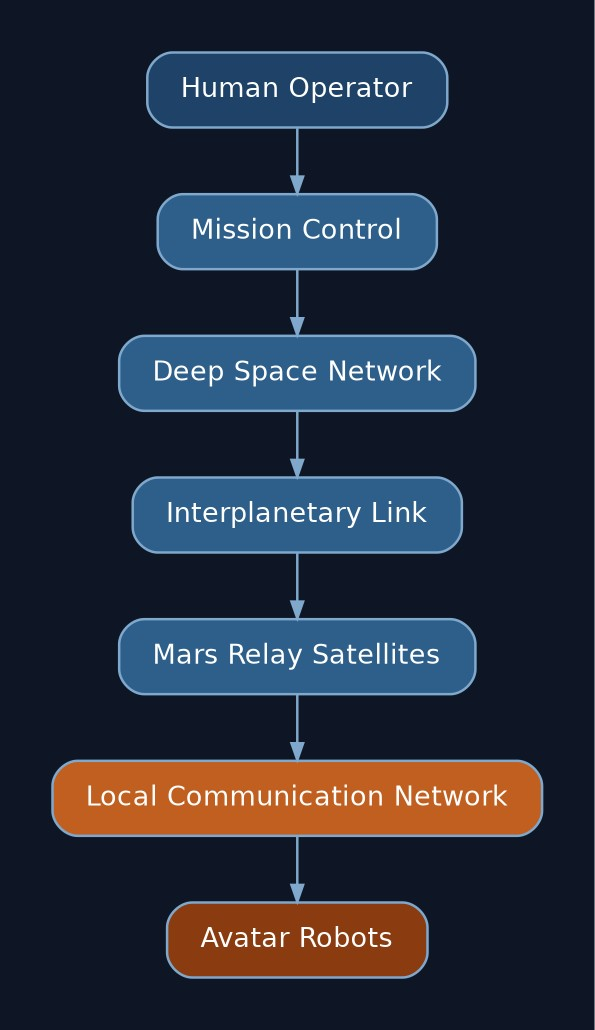 Human Operator
Mission Control
Deep Space Network
Interplanetary Link
Mars Relay Satellites
Local Communication Network
Avatar Robots